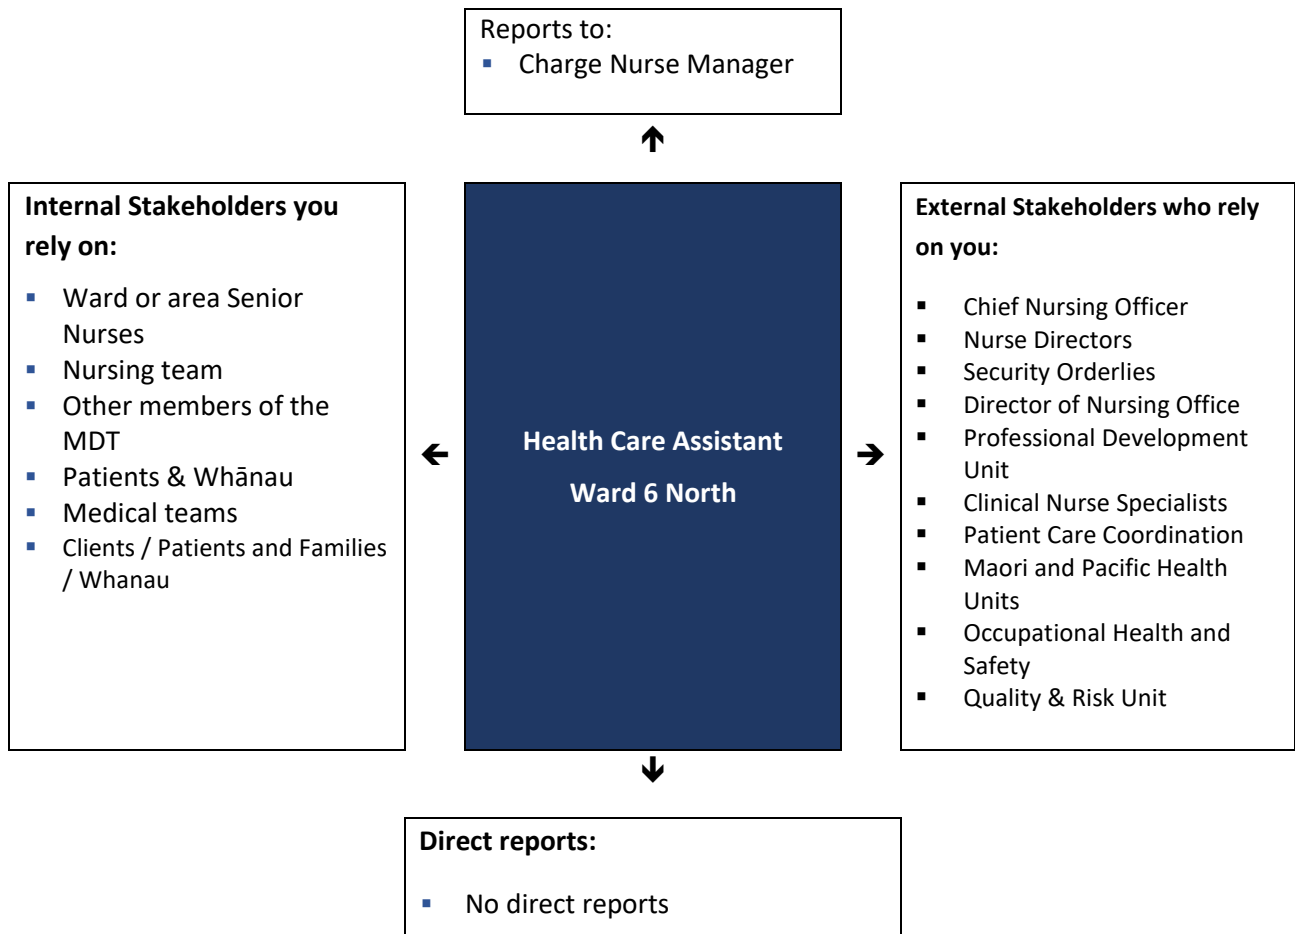 Reports to:
▪ Charge Nurse Manager
Internal Stakeholders you
rely on:
▪ Ward or area Senior
Nurses
▪ Nursing team
▪ Other members of the
MDT
▪ Patients & Whānau
▪ Medical teams
▪ Clients / Patients and Families
/ Whanau
Health Care Assistant
Ward 6 North
External Stakeholders who rely
on you:
▪ Chief Nursing Officer
▪ Nurse Directors
▪ Security Orderlies
▪ Director of Nursing Office
▪ Professional Development
Unit
▪ Clinical Nurse Specialists
▪ Patient Care Coordination
▪ Maori and Pacific Health
Units
▪ Occupational Health and
Safety
▪ Quality & Risk Unit
Direct reports:
▪ No direct reports